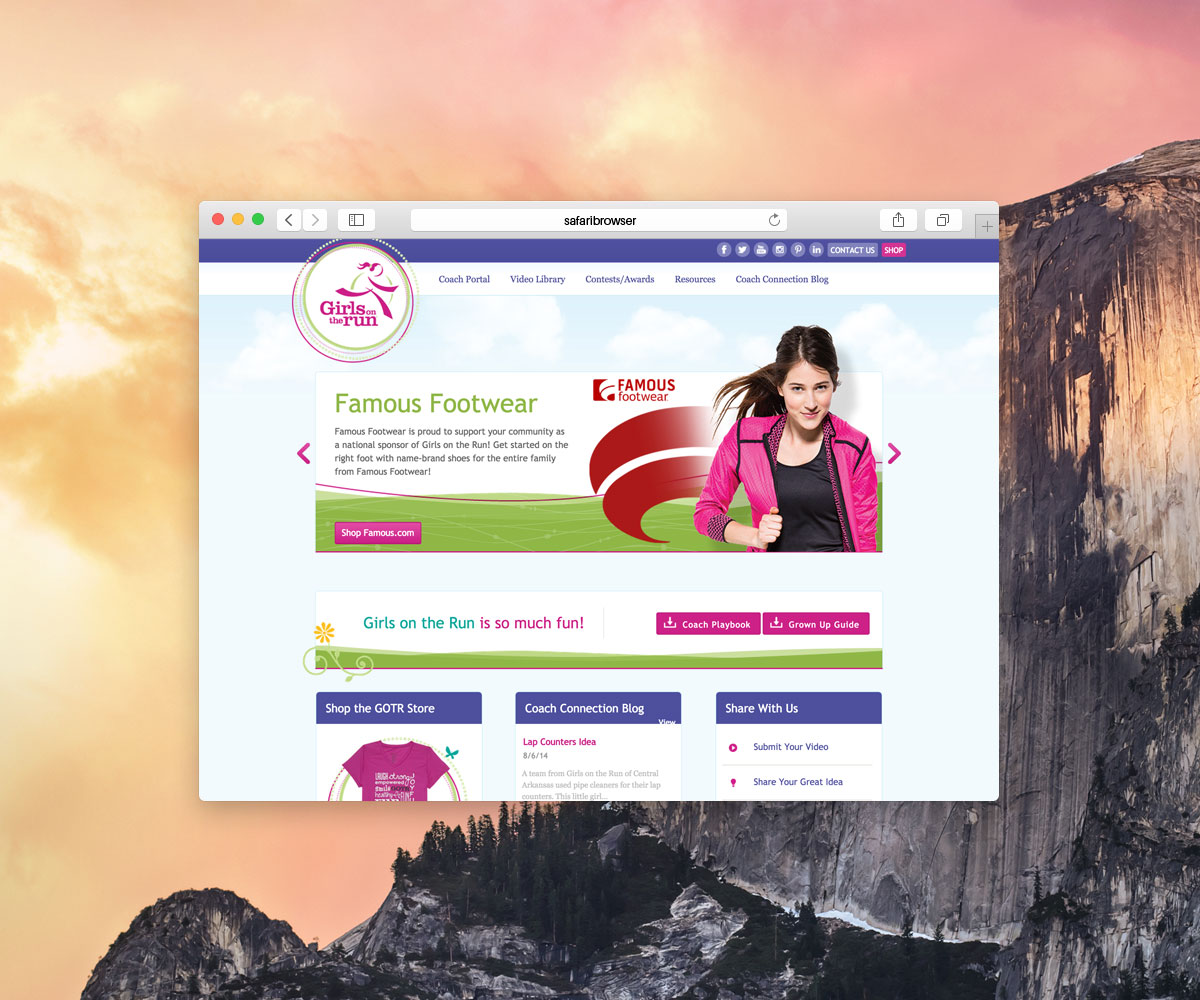 safaribrowser
CONTACT US
SHOP
Coach Portal
Video Library
Contests/Awards
Resources
Coach Connection Blog
Girls on
the run
Famous Footwear
Famous Footwear is proud to support your community as
a national sponsor of Girls on the Run! Get started on the
right foot with name-brand shoes for the entire family
from Famous Footwear!
Shop Famous.com
FAMOUS
footwear
Girls on the Run is so much fun!
Coach Playbook
Grown Up Guide
Shop the GOTR Store
LAUGH strong
empowered
smile
healthy
Coach Connection Blog
View
Lap Counters Idea
8/6/14
A team from Girls on the Run of Central
Arkansas used pipe cleaners for their lap
counters. This little girl...
Share With Us
Submit Your Video
Share Your Great Idea